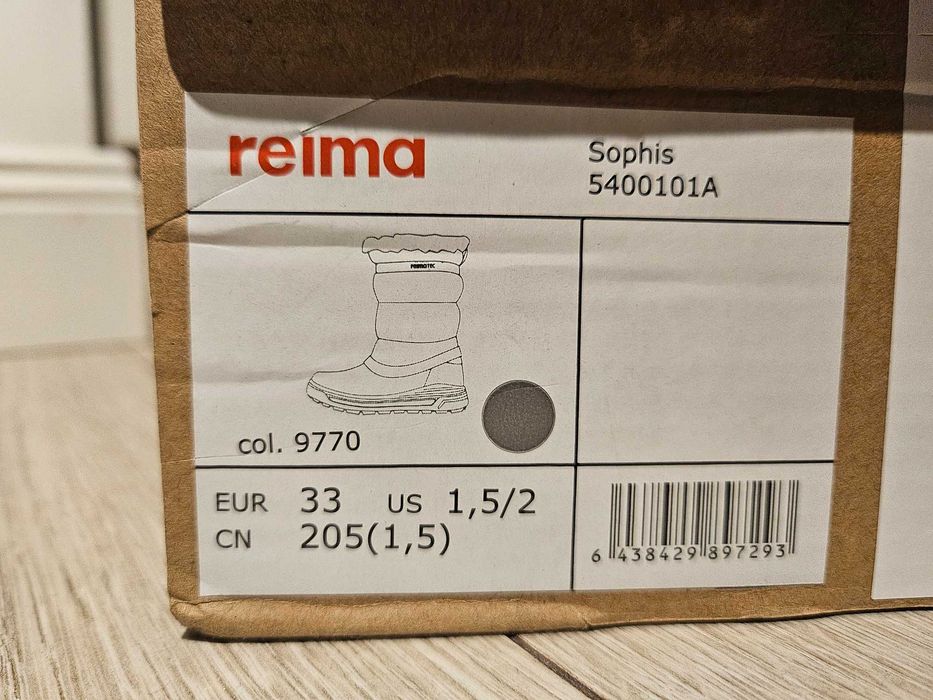 reima
Sophis
5400101A
reimatec
col. 9770
EUR 33 US 1,5/2
CN 205(1,5)
6 438429 897293